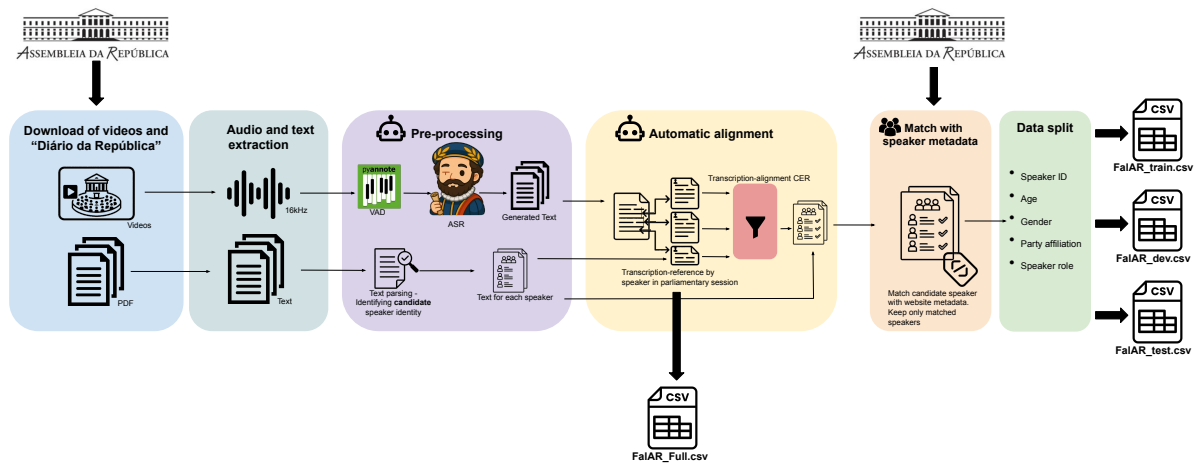 ASSEMBLEIA DA REPÚBLICA
ASSEMBLEIA DA REPÚBLICA
Download of videos and
“Diário da República”
Videos
PDF
Audio and text
extraction
16kHz
Text
Pre-processing
pyannote
VAD
ASR
Generated Text
Text parsing -
Identifying candidate
speaker identity
Text for each speaker
Automatic alignment
Transcription-alignment CER
Transcription-reference by
speaker in parliamentary session
CSV
FalAR_Full.csv
Match with
speaker metadata
Match candidate speaker
with website metadata.
Keep only matched
speakers
Data split
• Speaker ID
• Age
• Gender
• Party affiliation
• Speaker role
CSV
FalAR_train.csv
CSV
FalAR_dev.csv
CSV
FalAR_test.csv